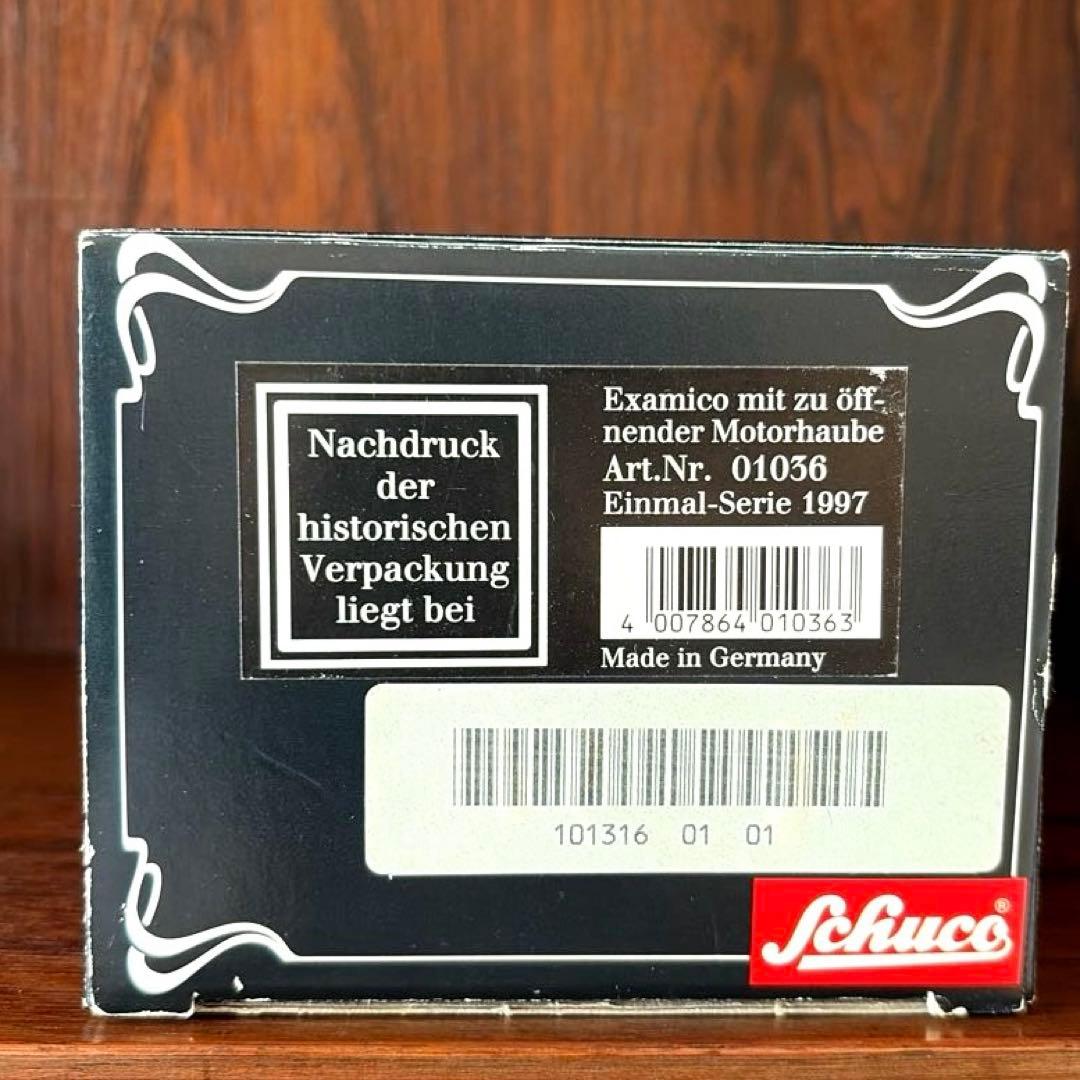 Nachdruck
der
historischen
Verpackung
liegt bei
Examico mit zu öff-
nender Motorhaube
Art.Nr. 01036
Einmal-Serie 1997
4 007864 010363
Made in Germany
101316 01 01
Schuco®